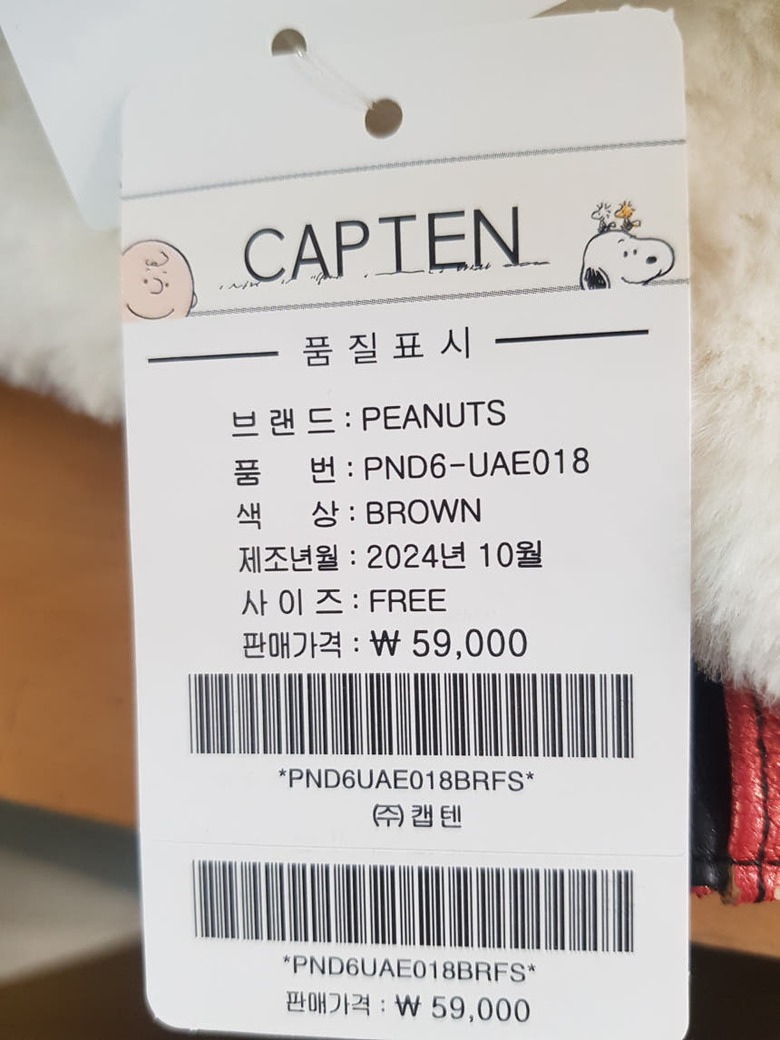 CAPTEN
품질표시
브랜드 : PEANUTS
품 번 : PND6-UAE018
색 상 : BROWN
제조년월 : 2024년 10월
사이즈 : FREE
판매가격 : ₩ 59,000
*PND6UAE018BRFS*
㈜캡텐
*PND6UAE018BRFS*
판매가격 : ₩ 59,000